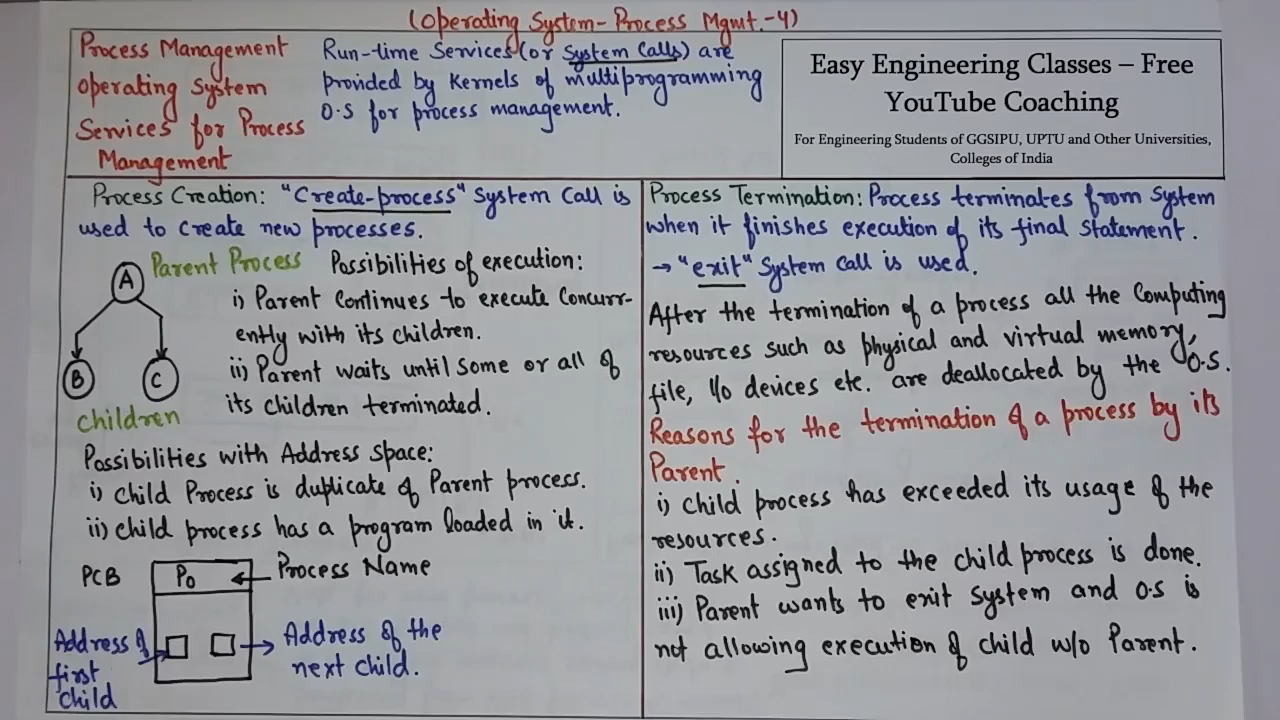 (Operating System- Process Mgmt.-4)
Process Management
Operating System
Services for Process
Management
Run-time Services (or System Calls) are
provided by Kernels of multiprogramming
O.S for process management.
Easy Engineering Classes – Free
YouTube Coaching
For Engineering Students of GGSIPU, UPTU and Other Universities,
Colleges of India
Process Creation: "Create-process" System Call is
used to create new processes.
A
Parent Process
B
C
Children
Possibilities of execution:
i) Parent Continues to execute Concurr-
ently with its children.
ii) Parent waits until some or all of
its children terminated.
Possibilities with Address Space:
i) Child Process is duplicate of Parent process.
ii) Child process has a program loaded in it.
PCB
P0
Process Name
Address of
first
child
Address of the
next child.
Process Termination: Process terminates from System
when it finishes execution of its final statement.
→ "exit" System call is used.
After the termination of a process all the Computing
resources such as physical and virtual memory,
file, I/o devices etc. are deallocated by the O.S.
Reasons for the termination of a process by its
Parent.
i) Child process has exceeded its usage of the
resources.
ii) Task assigned to the child process is done.
iii) Parent wants to exit System and O.S is
not allowing execution of child w/o Parent.